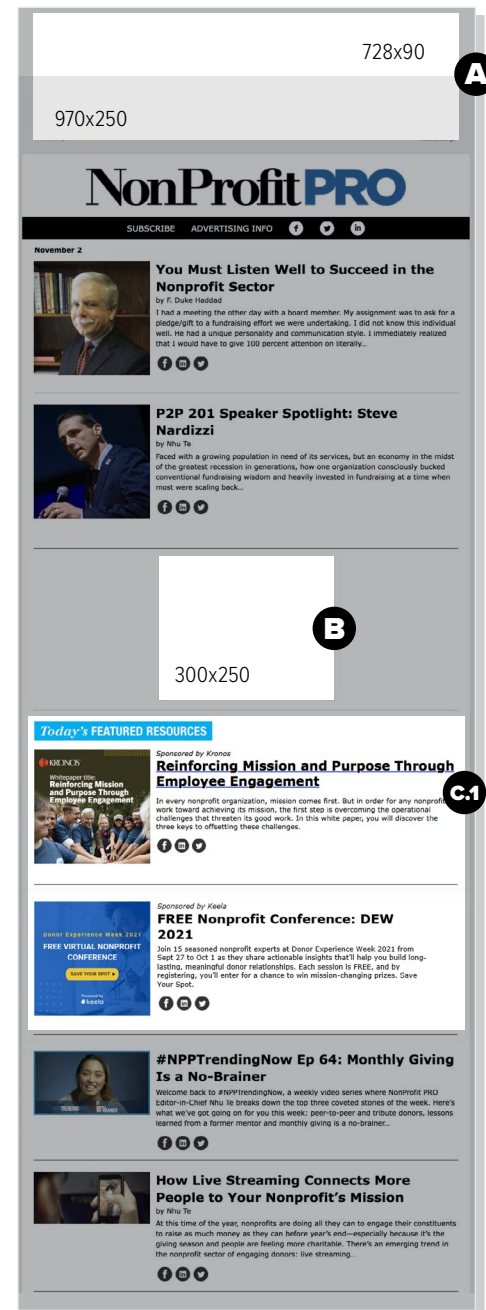 728x90
A
970x250
NonProfit PRO
SUBSCRIBE ADVERTISING INFO
November 2
You Must Listen Well to Succeed in the
Nonprofit Sector
by F. Duke Haddad
I had a meeting the other day with a board member. My assignment was to ask for a
pledge/gift to a fundraising effort we were undertaking. I did not know this individual
well. He had a unique personality and communication style. I immediately realized
that I would have to give 100 percent attention on literally...
P2P 201 Speaker Spotlight: Steve
Nardizzi
by Nhu Te
Faced with a growing population in need of its services, but an economy in the midst
of the greatest recession in generations, how one organization consciously bucked
conventional fundraising wisdom and heavily invested in fundraising at a time when
most were scaling back...
B
300x250
Today's FEATURED RESOURCES
KRONOS
Whitepaper title:
Reinforcing Mission
and Purpose Through
Employee Engagement
Sponsored by Kronos
Reinforcing Mission and Purpose Through
Employee Engagement
In every nonprofit organization, mission comes first. But in order for any nonprofit
work toward achieving its mission, the first step is overcoming the operational
challenges that threaten its good work. In this white paper, you will discover the
three keys to offsetting these challenges.
C.1
Donor Experience Week 2021
FREE VIRTUAL NONPROFIT
CONFERENCE
SAVE YOUR SPOT
Powered by
keela
Sponsored by Keela
FREE Nonprofit Conference: DEW
2021
Join 15 seasoned nonprofit experts at Donor Experience Week 2021 from
Sept 27 to Oct 1 as they share actionable insights that'll help you build long-
lasting, meaningful donor relationships. Each session is FREE, and by
registering, you'll enter for a chance to win mission-changing prizes. Save
Your Spot.
TRENDING
#NPPTrendingNow Ep 64: Monthly Giving
Is a No-Brainer
Welcome back to #NPPTrendingNow, a weekly video series where NonProfit PRO
Editor-in-Chief Nhu Te breaks down the top three coveted stories of the week. Here's
what we've got going on for you this week: peer-to-peer and tribute donors, lessons
learned from a former mentor and monthly giving is a no-brainer...
How Live Streaming Connects More
People to Your Nonprofit's Mission
by Nhu Te
At this time of the year, nonprofits are doing all they can to engage their constituents
to raise as much money as they can before year's end—especially because it's the
giving season and people are feeling more charitable. There's an emerging trend in
the nonprofit sector of engaging donors: live streaming...